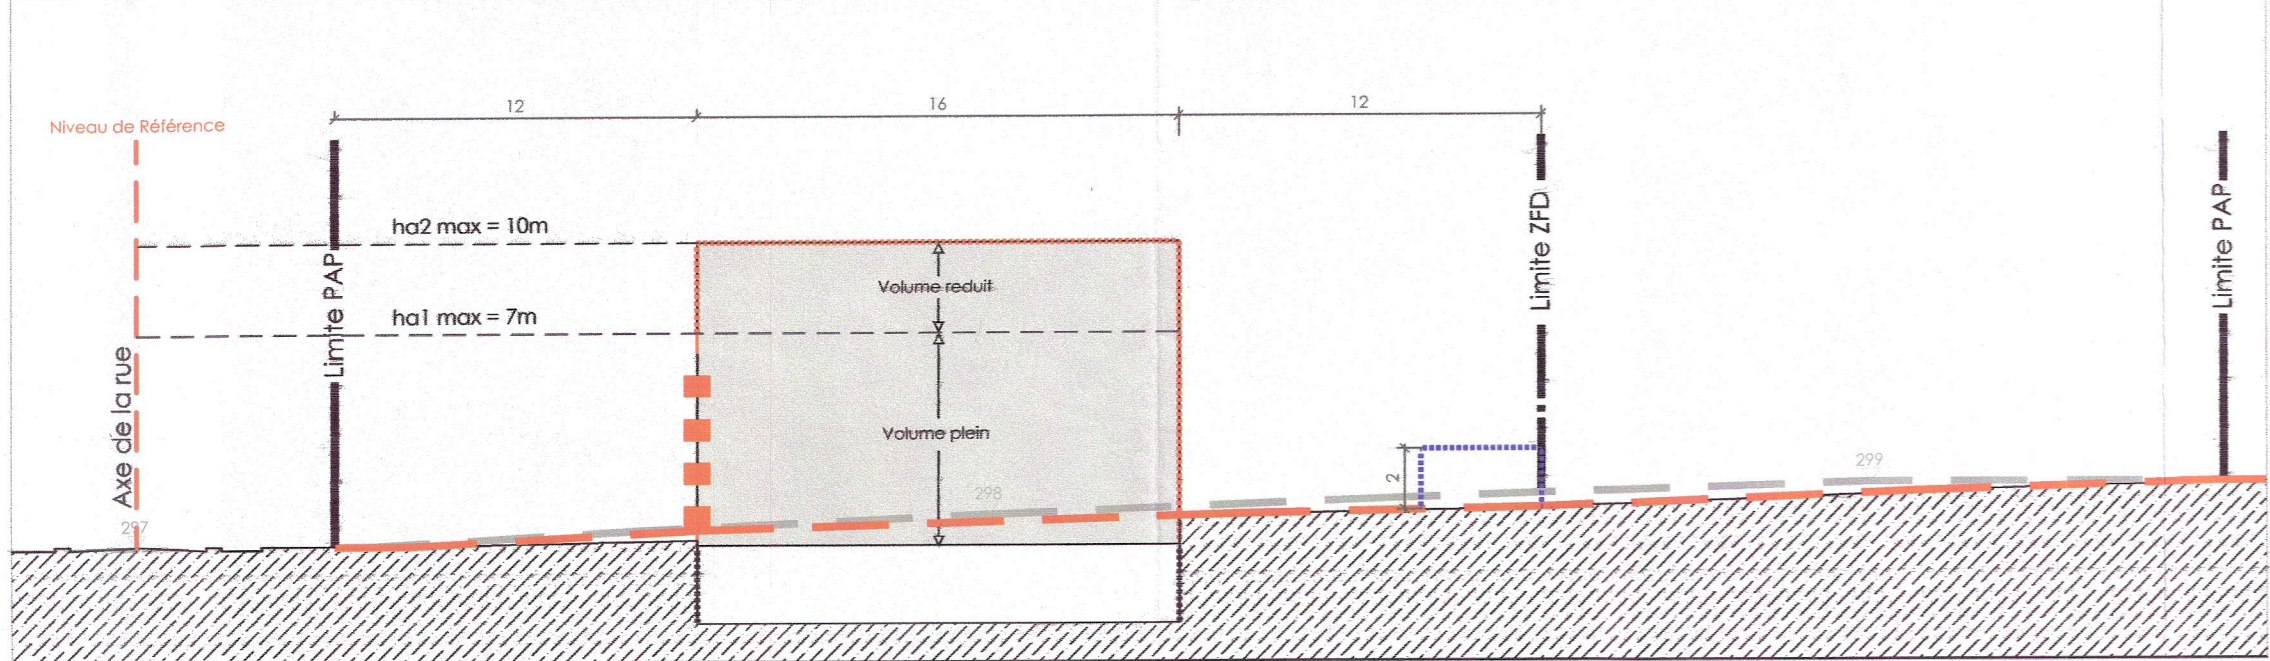 12
16
12
Niveau de Référence
ha2 max = 10m
Volume reduit
ha1 max = 7m
Volume plein
Axe de la rue
Limite PAP
Limite ZFD
Limite PAP
2
297
298
299